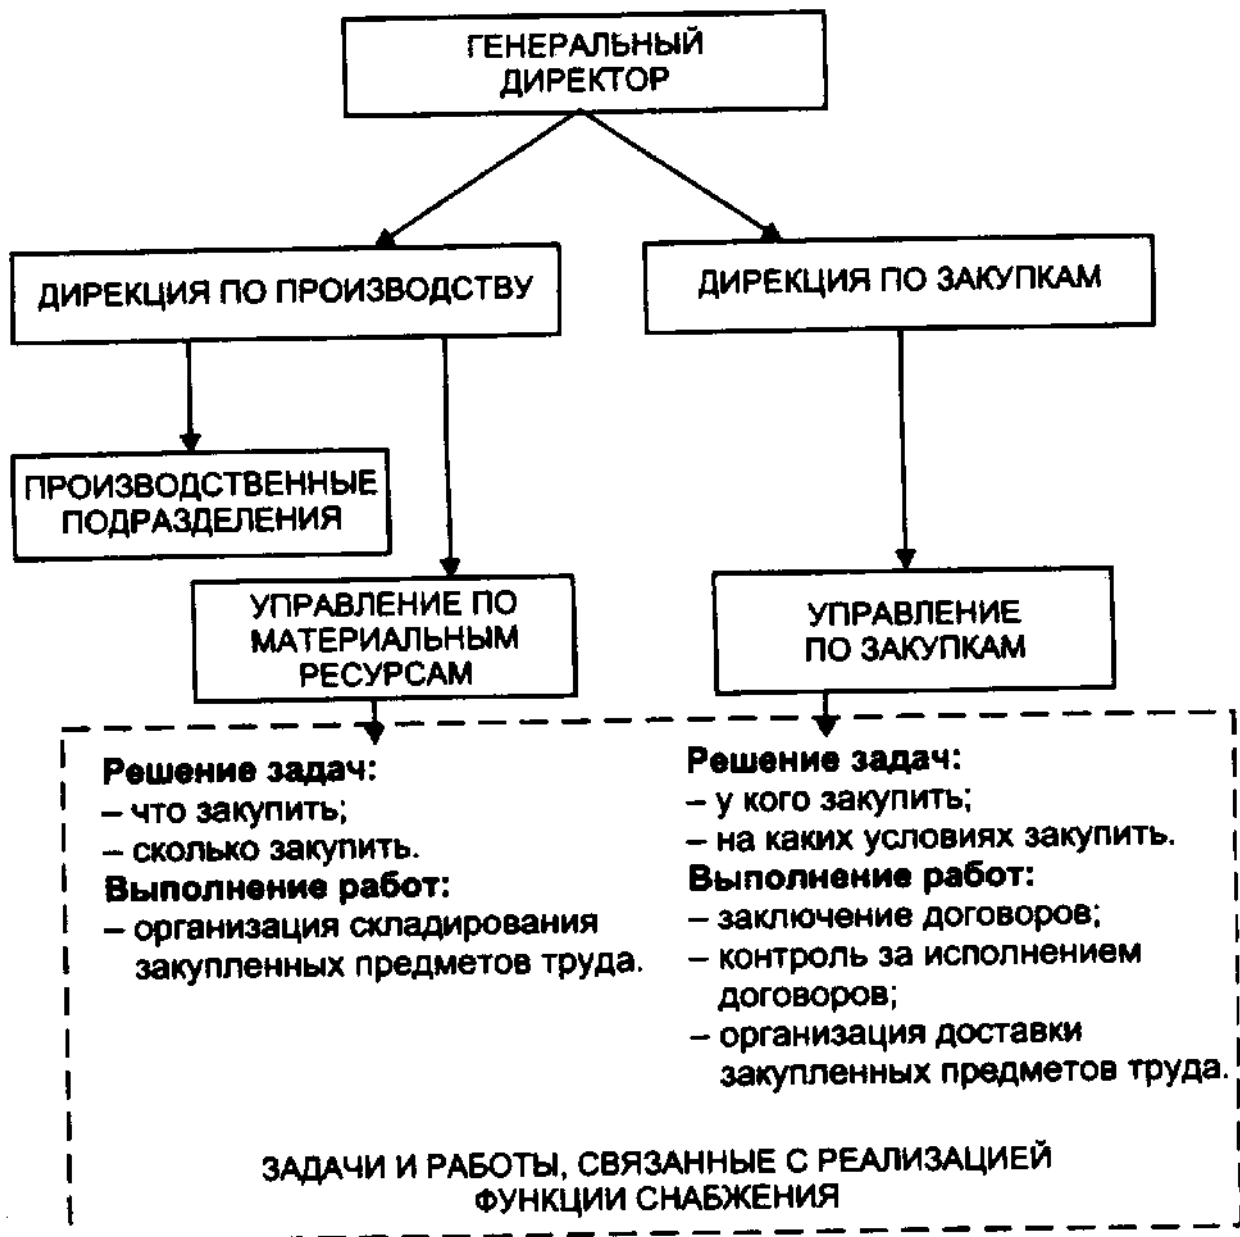 ГЕНЕРАЛЬНЫЙ
ДИРЕКТОР
ДИРЕКЦИЯ ПО ПРОИЗВОДСТВУ
ДИРЕКЦИЯ ПО ЗАКУПКАМ
ПРОИЗВОДСТВЕННЫЕ
ПОДРАЗДЕЛЕНИЯ
УПРАВЛЕНИЕ ПО
МАТЕРИАЛЬНЫМ
РЕСУРСАМ
УПРАВЛЕНИЕ
ПО ЗАКУПКАМ
Решение задач:
– что закупить;
– сколько закупить.
Выполнение работ:
– организация складирования
закупленных предметов труда.
Решение задач:
– у кого закупить;
– на каких условиях закупить.
Выполнение работ:
– заключение договоров;
– контроль за исполнением
договоров;
– организация доставки
закупленных предметов труда.
ЗАДАЧИ И РАБОТЫ, СВЯЗАННЫЕ С РЕАЛИЗАЦИЕЙ
ФУНКЦИИ СНАБЖЕНИЯ